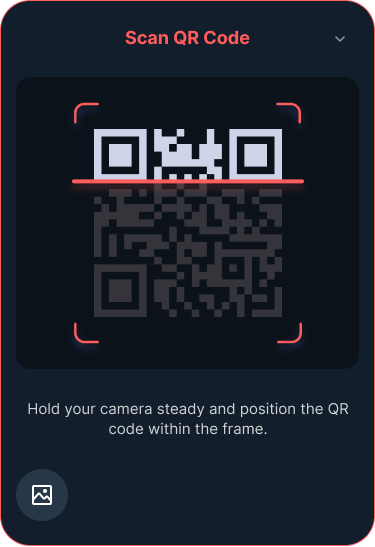 Scan QR Code
Hold your camera steady and position the QR
code within the frame.